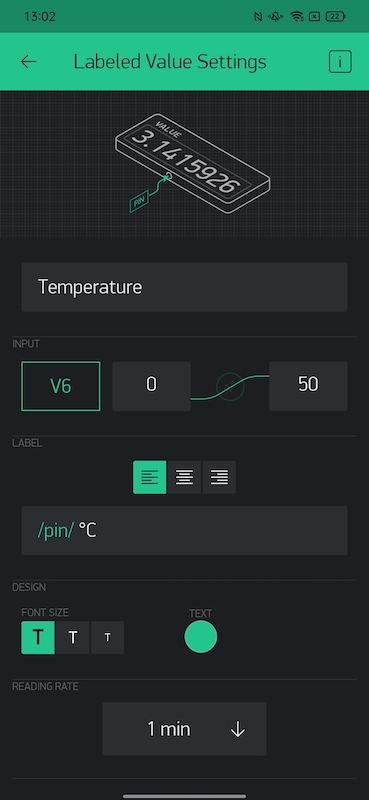 13:02
22
Labeled Value Settings
i
VALUE
3.1415926
PIN
Temperature
INPUT
V6 0 50
LABEL
/pin/ °C
DESIGN
FONT SIZE TEXT
T T T
READING RATE
1 min